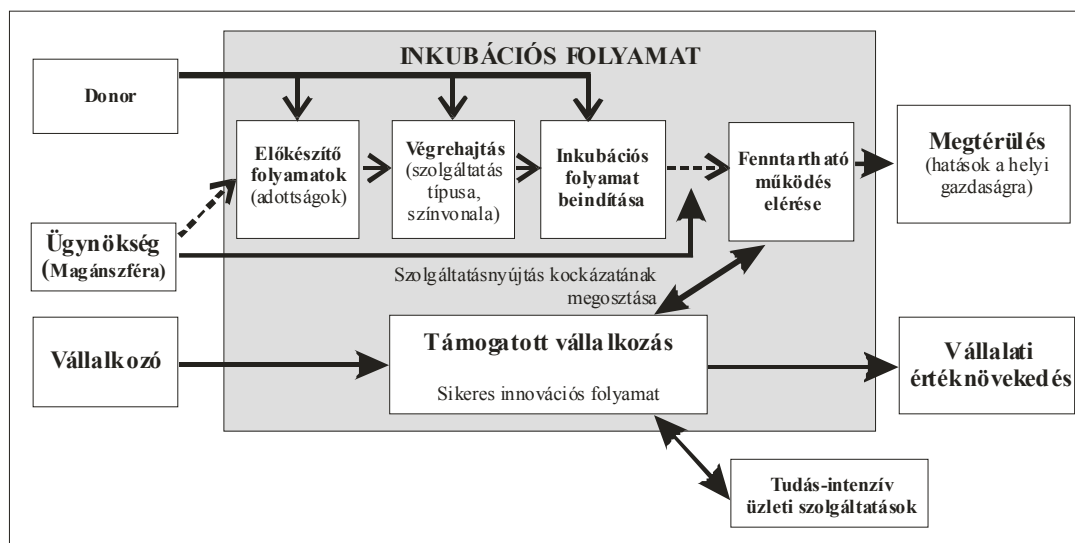 INKUBÁCIÓS FOLYAMAT
Donor
Előkészítő
folyamatok
(adottságok)
Végrehajtás
(szolgáltatás
típusa,
színvonala)
Inkubációs
folyamat
beindítása
Fenntartható
működés
elérése
Megtérülés
(hatások a helyi
gazdaságra)
Ügynökség
(Magánszféra)
Szolgáltatásnyújtás kockázatának
megosztása
Vállalkozó
Támogatott vállalkozás
Sikeres innovációs folyamat
Vállalati
értéknövekedés
Tudás-intenzív
üzleti szolgáltatások